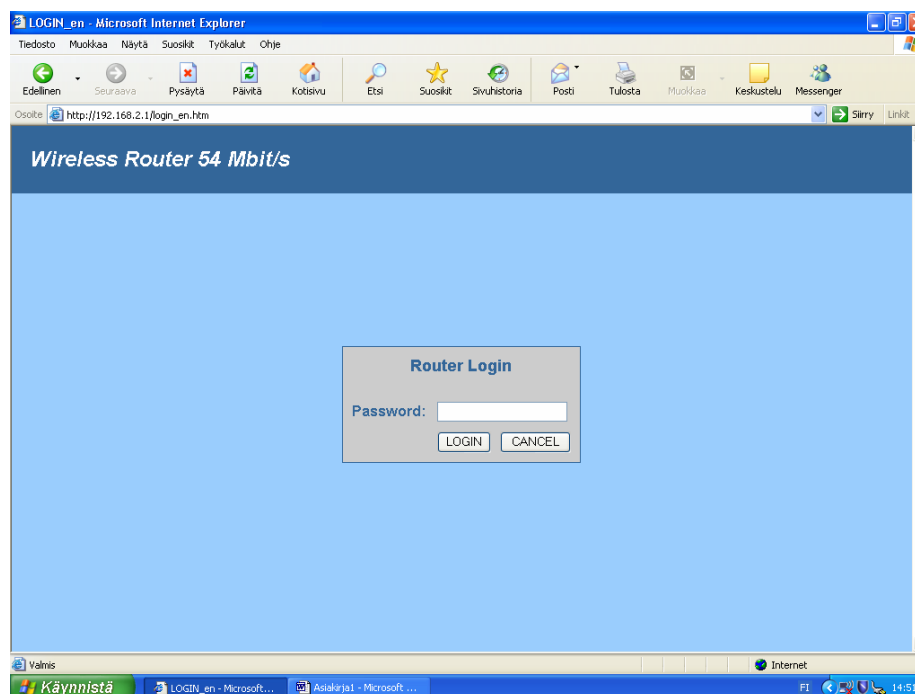 LOGIN_en - Microsoft Internet Explorer
Tiedosto Muokkaa Näytä Suosikit Työkalut Ohje
Edellinen Seuraava Pysäytä Päivitä Kotisivu Etsi Suosikit Sivuhistoria Posti Tulosta Muokkaa Keskustelu Messenger
Osoite http://192.168.2.1/login_en.htm Siirry Linkit
Wireless Router 54 Mbit/s
Router Login
Password:
LOGIN CANCEL
Valmis Internet
Käynnistä LOGIN_en - Microsoft... Asiakirja1 - Microsoft ... FI 14:51